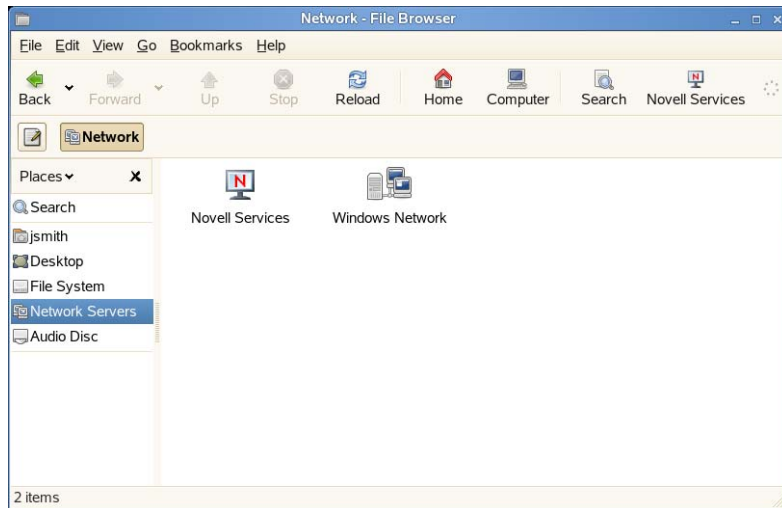 Network - File Browser
File Edit View Go Bookmarks Help
Back Forward Up Stop Reload Home Computer Search Novell Services
Network
Places
Search
jsmith
Desktop
File System
Network Servers
Audio Disc
N
Novell Services
Windows Network
2 items